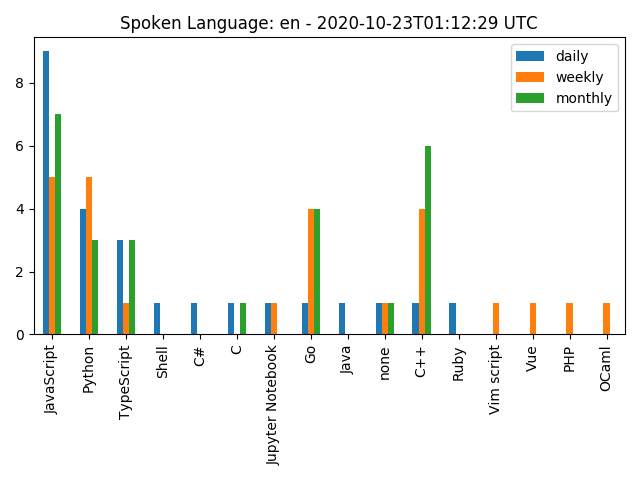 Spoken Language: en - 2020-10-23T01:12:29 UTC
daily
weekly
monthly
8
6
4
2
0
JavaScript
Python
TypeScript
Shell
C#
C
Jupyter Notebook
Go
Java
none
C++
Ruby
Vim script
Vue
PHP
OCaml